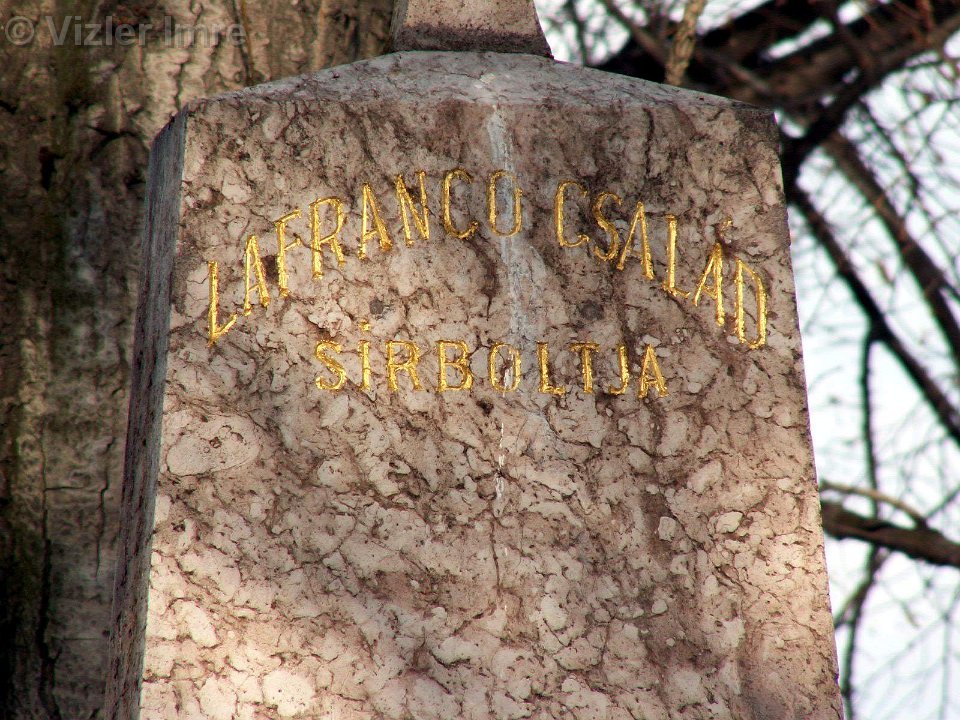 © Vizler Imre
LAFRANCO CSALÁD
SÍRBOLTJA